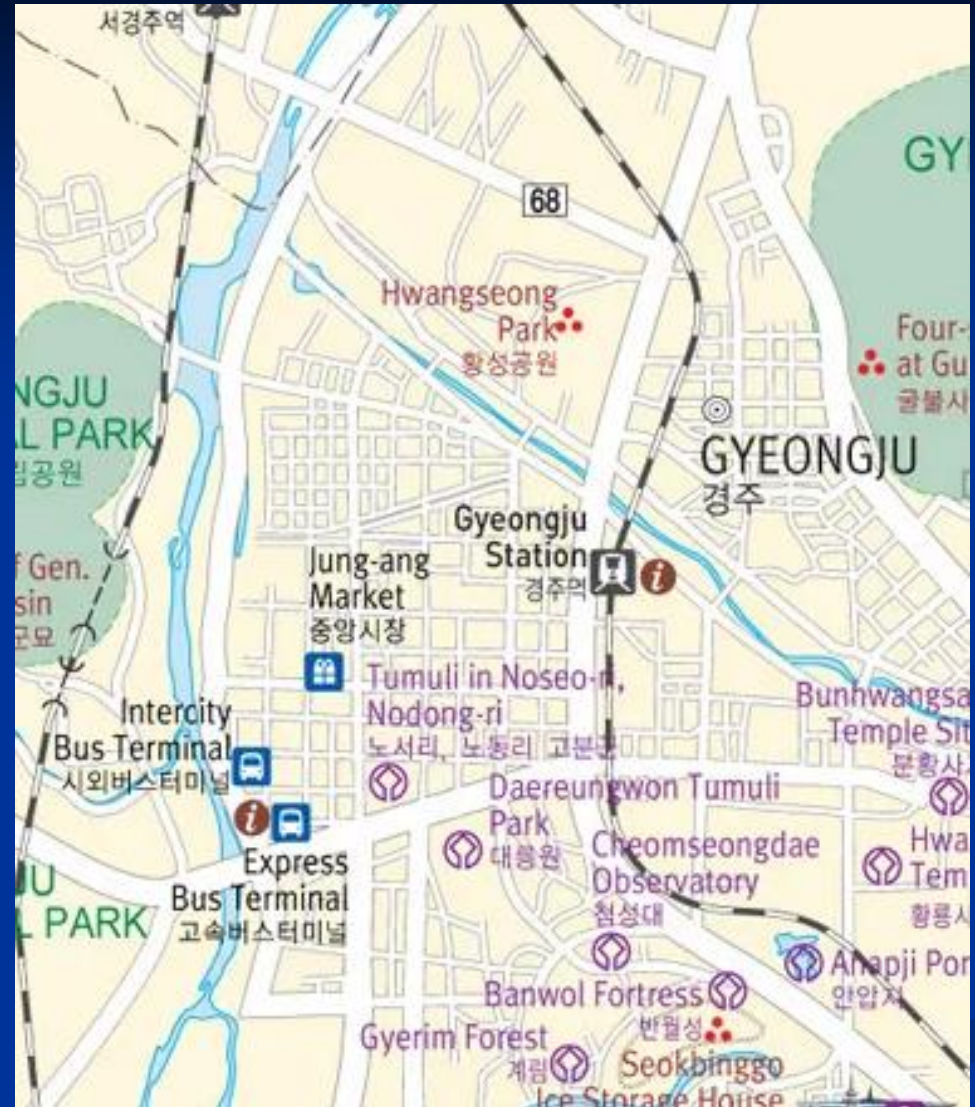 서경주역
GY
68
Hwangseong
Park
황성공원
Four-
at Gu
굴불사
NGJU
L PARK
립공원
GYEONGJU
경주
Gyeongju
Station
경주역
i
f Gen.
sin
군묘
Jung-ang
Market
중앙시장
Tumuli in Noseo-ri,
Nodong-ri
노서리, 노동리 고분군
Bunhwangsa
Temple Sit
분황사
Intercity
Bus Terminal
시외버스터미널
i
Express
Bus Terminal
고속버스터미널
Daereungwon Tumuli
Park
대릉원
Cheomseongdae
Observatory
첨성대
Hwa
Tem
황룡사
JU
L PARK
Anapji Por
안압지
Banwol Fortress
반월성
Gyerim Forest
계림
Seokbinggo
Ice Storage House